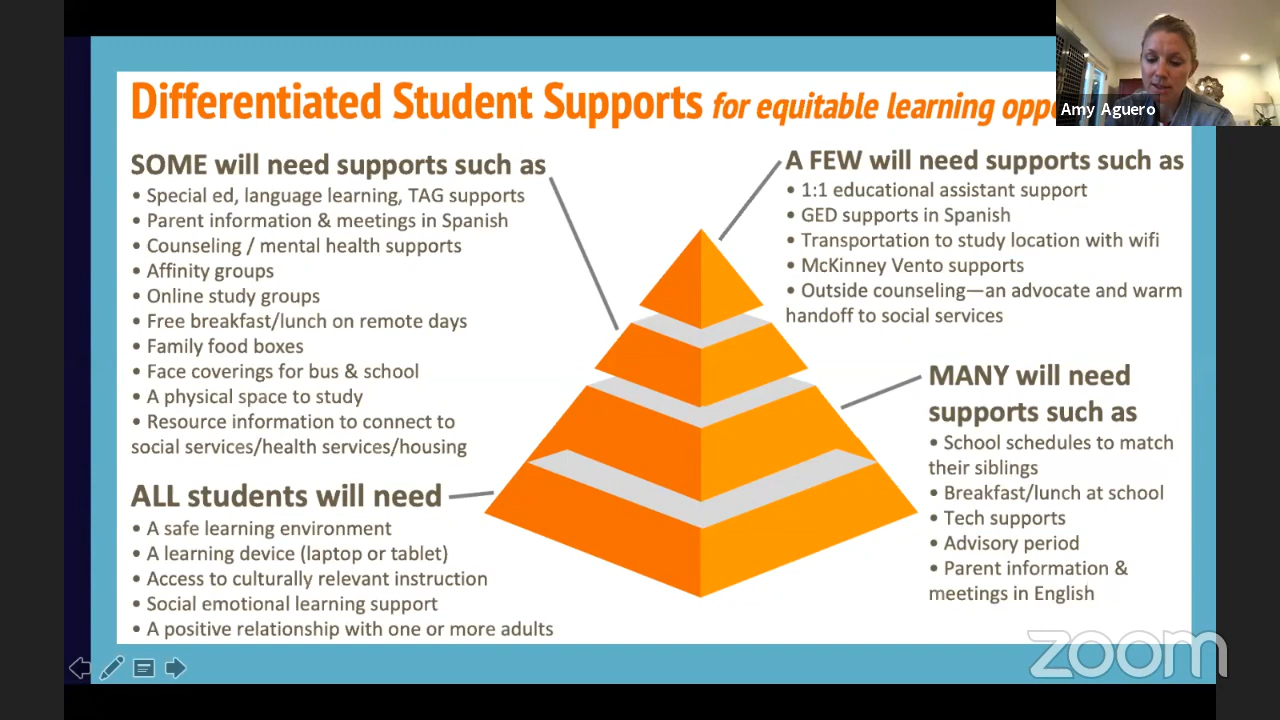 Differentiated Student Supports for equitable learning
Amy Aguero
SOME will need supports such as
• Special ed, language learning, TAG supports
• Parent information & meetings in Spanish
• Counseling / mental health supports
• Affinity groups
• Online study groups
• Free breakfast/lunch on remote days
• Family food boxes
• Face coverings for bus & school
• A physical space to study
• Resource information to connect to
social services/health services/housing
A FEW will need supports such as
• 1:1 educational assistant support
• GED supports in Spanish
• Transportation to study location with wifi
• McKinney Vento supports
• Outside counseling—an advocate and warm
handoff to social services
MANY will need
supports such as
• School schedules to match
their siblings
• Breakfast/lunch at school
• Tech supports
• Advisory period
• Parent information &
meetings in English
ALL students will need
• A safe learning environment
• A learning device (laptop or tablet)
• Access to culturally relevant instruction
• Social emotional learning support
• A positive relationship with one or more adults
zoom